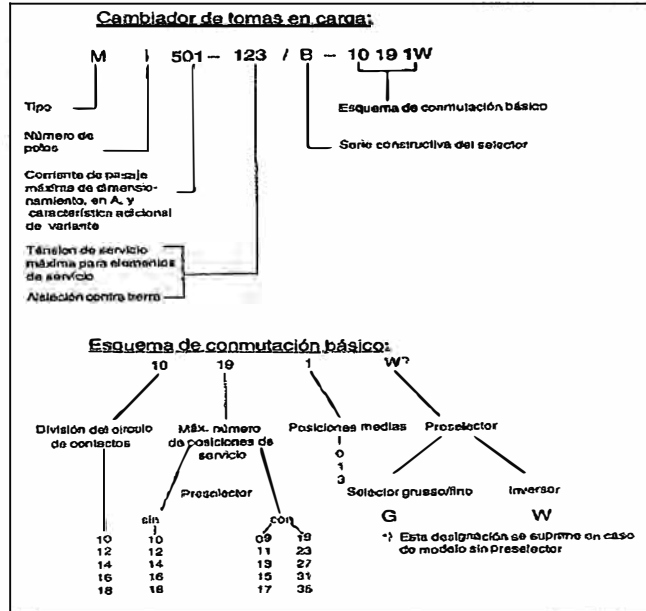 Cambiador de tomas en carga:
M I 501 - 123 / B - 10 19 1W
Tipo
Esquema de conmutación básico
Número de
polos
Serie constructiva del selector
Corriente de pasaje
máxima de dimensio-
namiento, en A, y
característica adicional
de variante
Ténsion de servicio
máxima para elementos
de servicio
Aislación contra tierra
Esquema de conmutación básico:
10 19 1 W*)
División del círculo
de contactos
Máx. número
de posiciones de
servicio
Posiciones medias
Preselector
0
1
3
Preselector
Selector grueso/fino
Inversor
sin
con
G
W
10 10 09 19
12 12 11 23
14 14 13 27
16 16 15 31
18 18 17 35
*) Esta designación se suprime en caso
de modelo sin Preselector